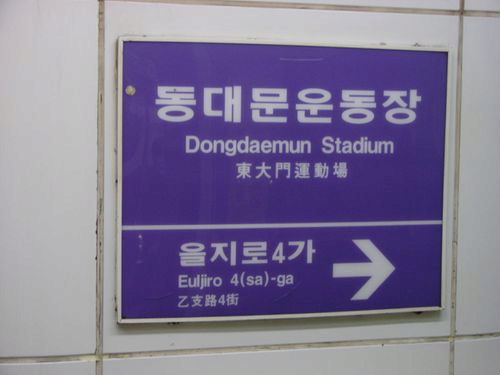 동대문운동장
Dongdaemun Stadium
東大門運動場
을지로4가
Euljiro 4(sa)-ga
乙支路4街